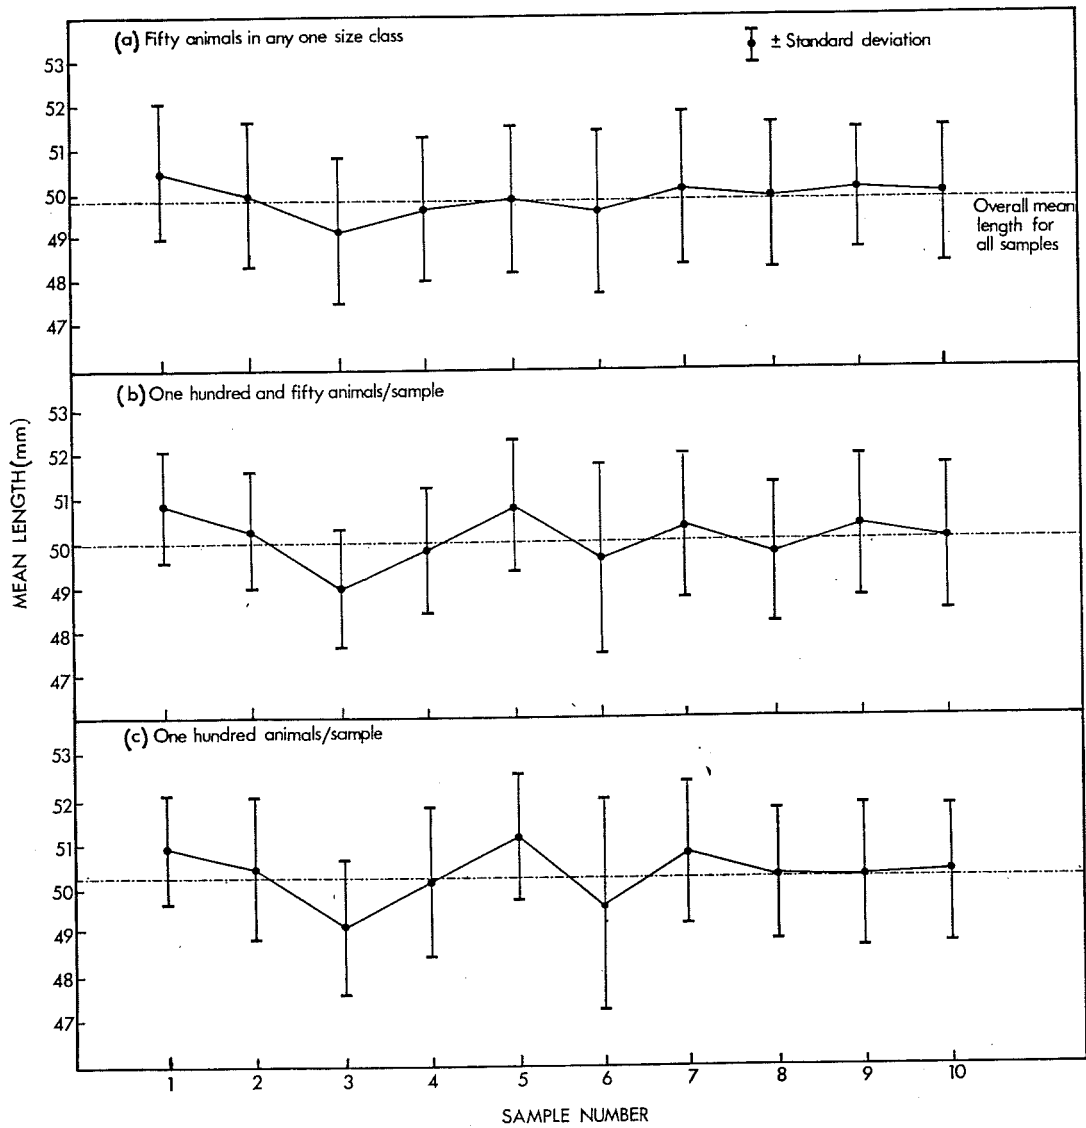 (a) Fifty animals in any one size class
± Standard deviation
53
52
51
50
49
48
47
Overall mean
length for
all samples
(b) One hundred and fifty animals/sample
53
52
51
50
49
48
47
MEAN LENGTH(mm)
(c) One hundred animals/sample
53
52
51
50
49
48
47
1 2 3 4 5 6 7 8 9 10
SAMPLE NUMBER